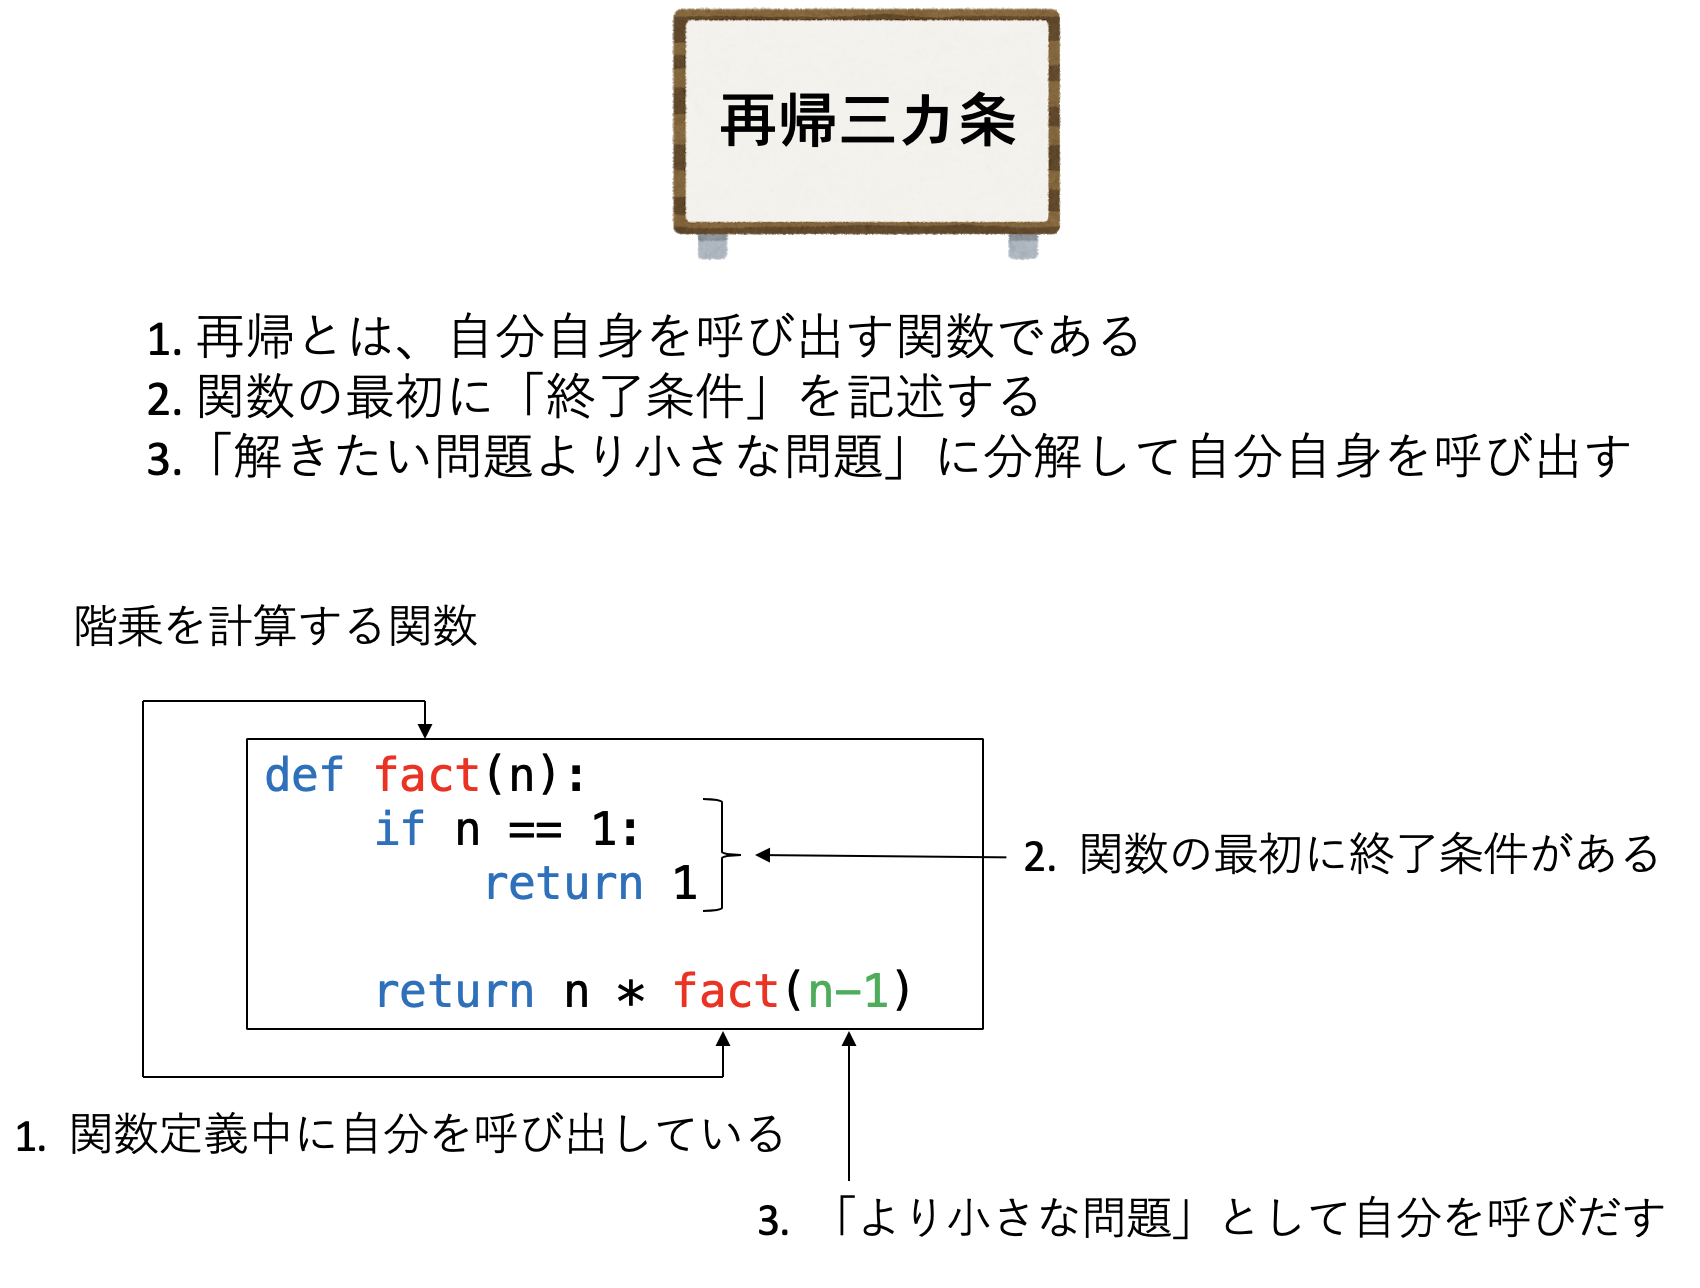 再帰三カ条
1. 再帰とは、自分自身を呼び出す関数である
2. 関数の最初に「終了条件」を記述する
3.「解きたい問題より小さな問題」に分解して自分自身を呼び出す
階乗を計算する関数
def fact(n):
    if n == 1:
        return 1
    return n * fact(n-1)
2. 関数の最初に終了条件がある
1. 関数定義中に自分を呼び出している
3. 「より小さな問題」として自分を呼びだす